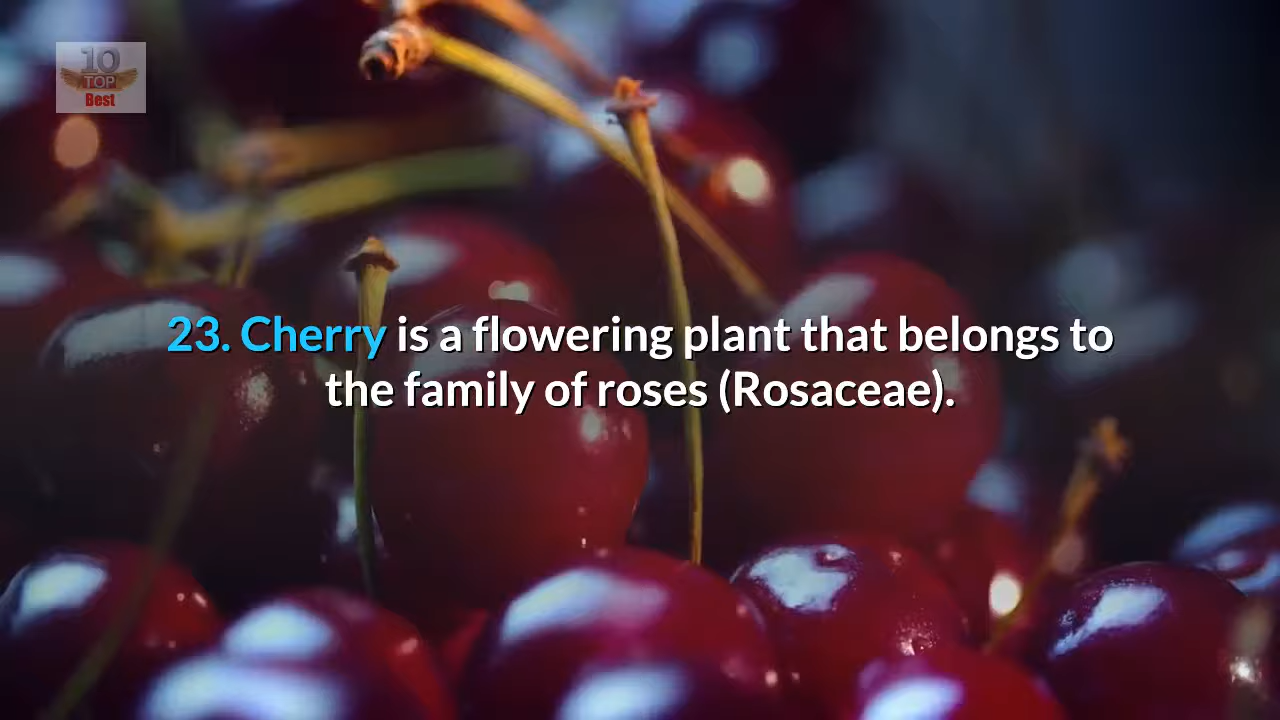 10
TOP
Best
23. Cherry is a flowering plant that belongs to
the family of roses (Rosaceae).